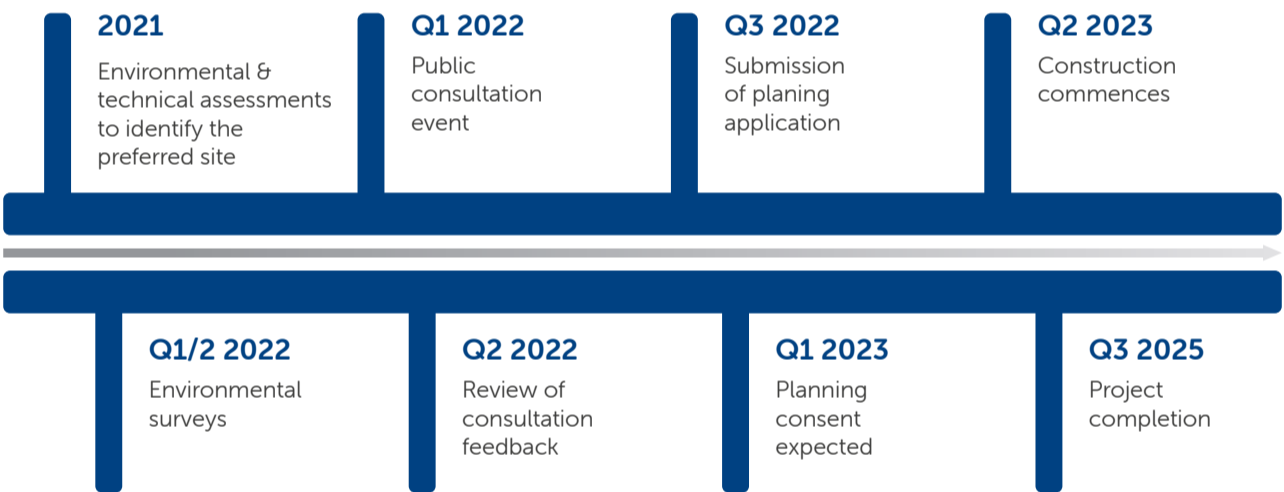 2021
Environmental &
technical assessments
to identify the
preferred site
Q1 2022
Public
consultation
event
Q3 2022
Submission
of planing
application
Q2 2023
Construction
commences
Q1/2 2022
Environmental
surveys
Q2 2022
Review of
consultation
feedback
Q1 2023
Planning
consent
expected
Q3 2025
Project
completion